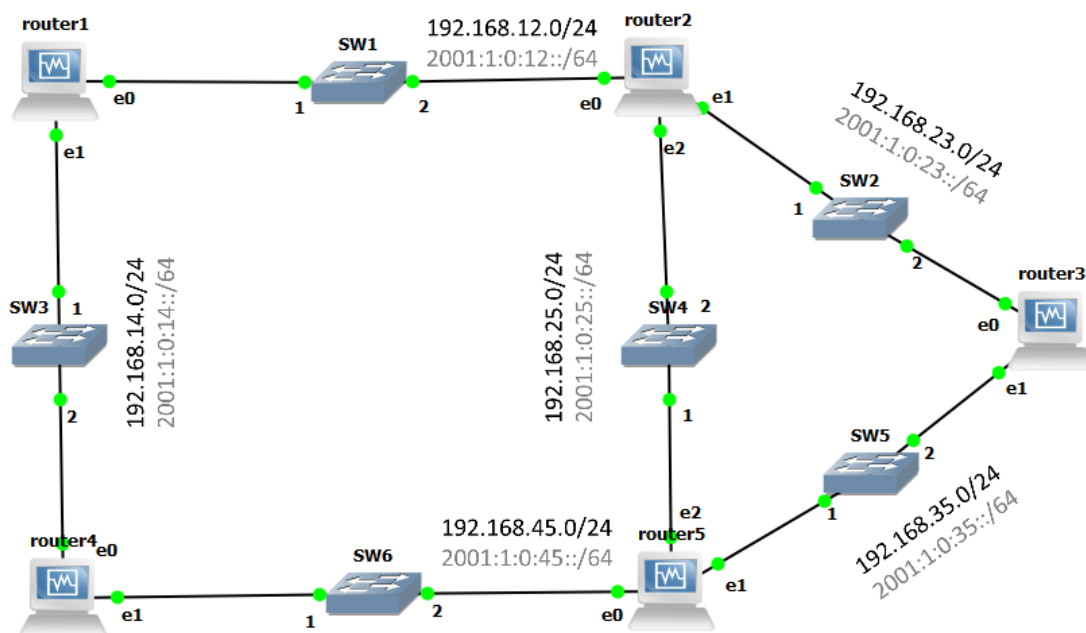 router1
e0
e1
SW1
1
2
192.168.12.0/24
2001:1:0:12::/64
router2
e0
e1
e2
192.168.23.0/24
2001:1:0:23::/64
SW2
1
2
router3
e0
e1
SW3
1
2
192.168.14.0/24
2001:1:0:14::/64
192.168.25.0/24
2001:1:0:25::/64
SW4
2
1
SW5
2
1
192.168.35.0/24
2001:1:0:35::/64
router4
e0
e1
SW6
1
2
192.168.45.0/24
2001:1:0:45::/64
e2
router5
e0
e1